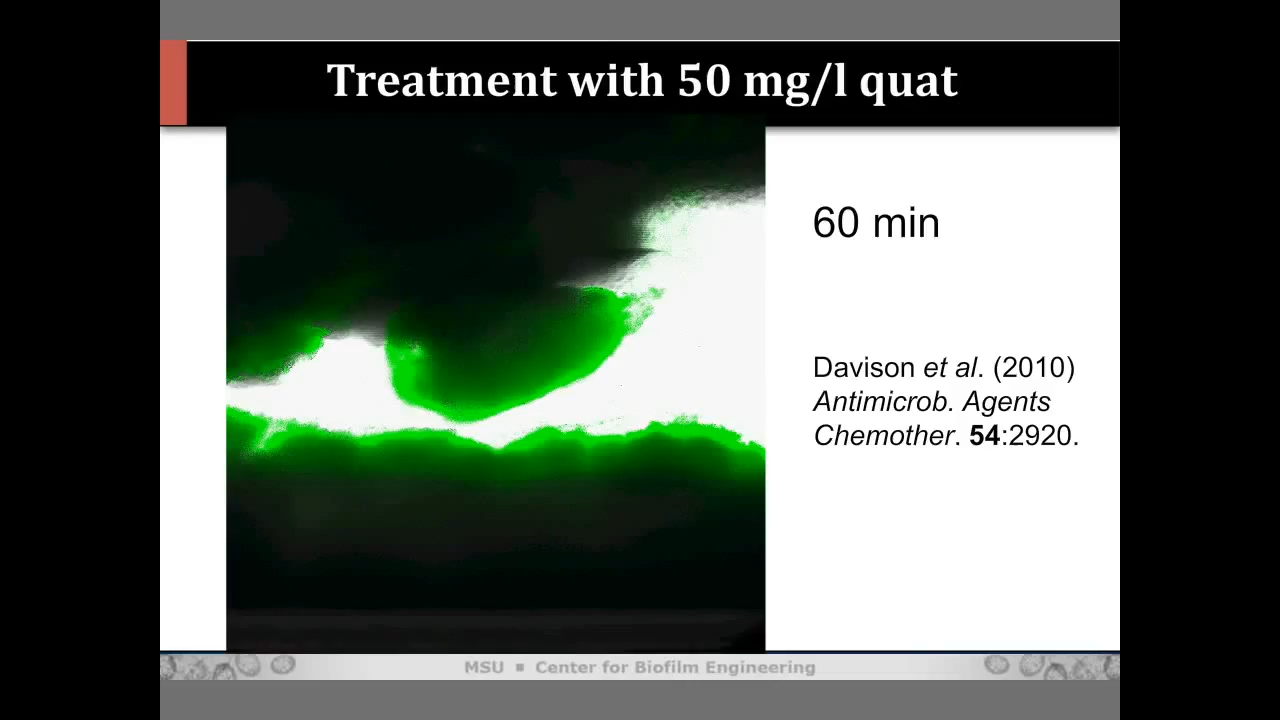 Treatment with 50 mg/l quat
60 min
Davison et al. (2010)
Antimicrob. Agents
Chemother. 54:2920.
MSU ■ Center for Biofilm Engineering